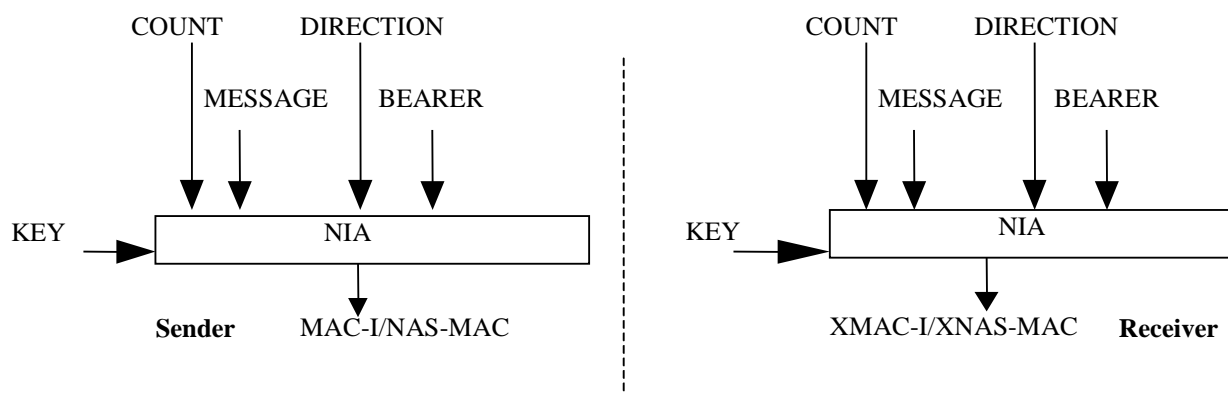 COUNT DIRECTION
MESSAGE BEARER
KEY NIA
Sender MAC-I/NAS-MAC
COUNT DIRECTION
MESSAGE BEARER
KEY NIA
XMAC-I/XNAS-MAC Receiver